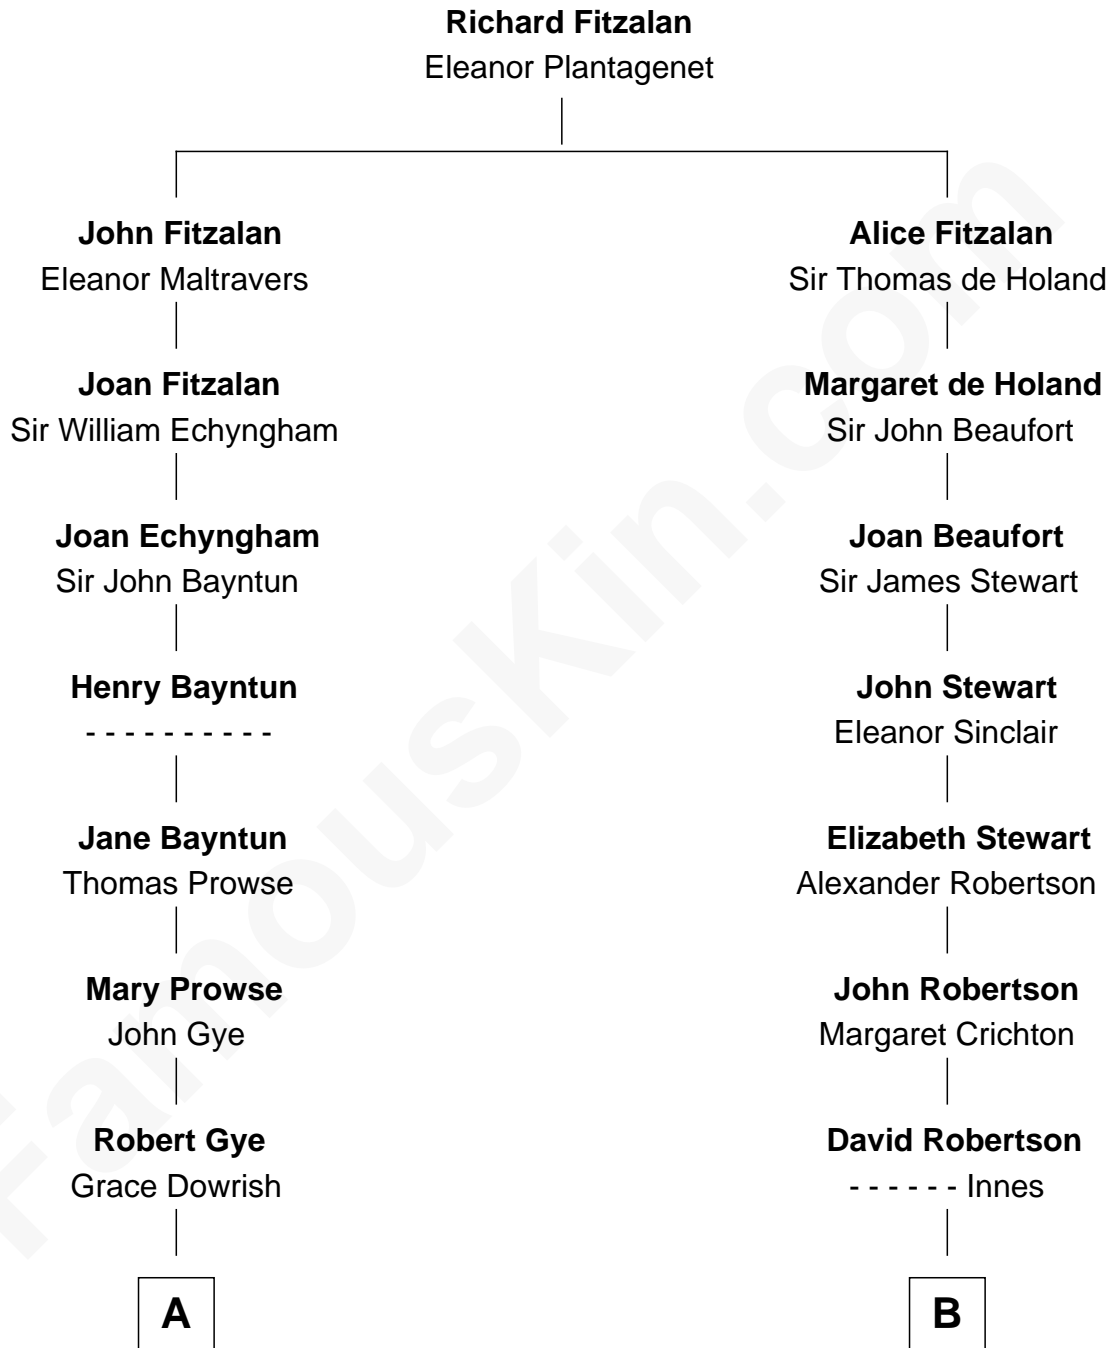 Richard Fitzalan
Eleanor Plantagenet
John Fitzalan
Eleanor Maltravers
Joan Fitzalan
Sir William Echyngham
Joan Echyngham
Sir John Bayntun
Henry Bayntun
- - - - - - - - - -
Jane Bayntun
Thomas Prowse
Mary Prowse
John Gye
Robert Gye
Grace Dowrish
A
Alice Fitzalan
Sir Thomas de Holand
Margaret de Holand
Sir John Beaufort
Joan Beaufort
Sir James Stewart
John Stewart
Eleanor Sinclair
Elizabeth Stewart
Alexander Robertson
John Robertson
Margaret Crichton
David Robertson
- - - - - - Innes
B
FamousKin.com